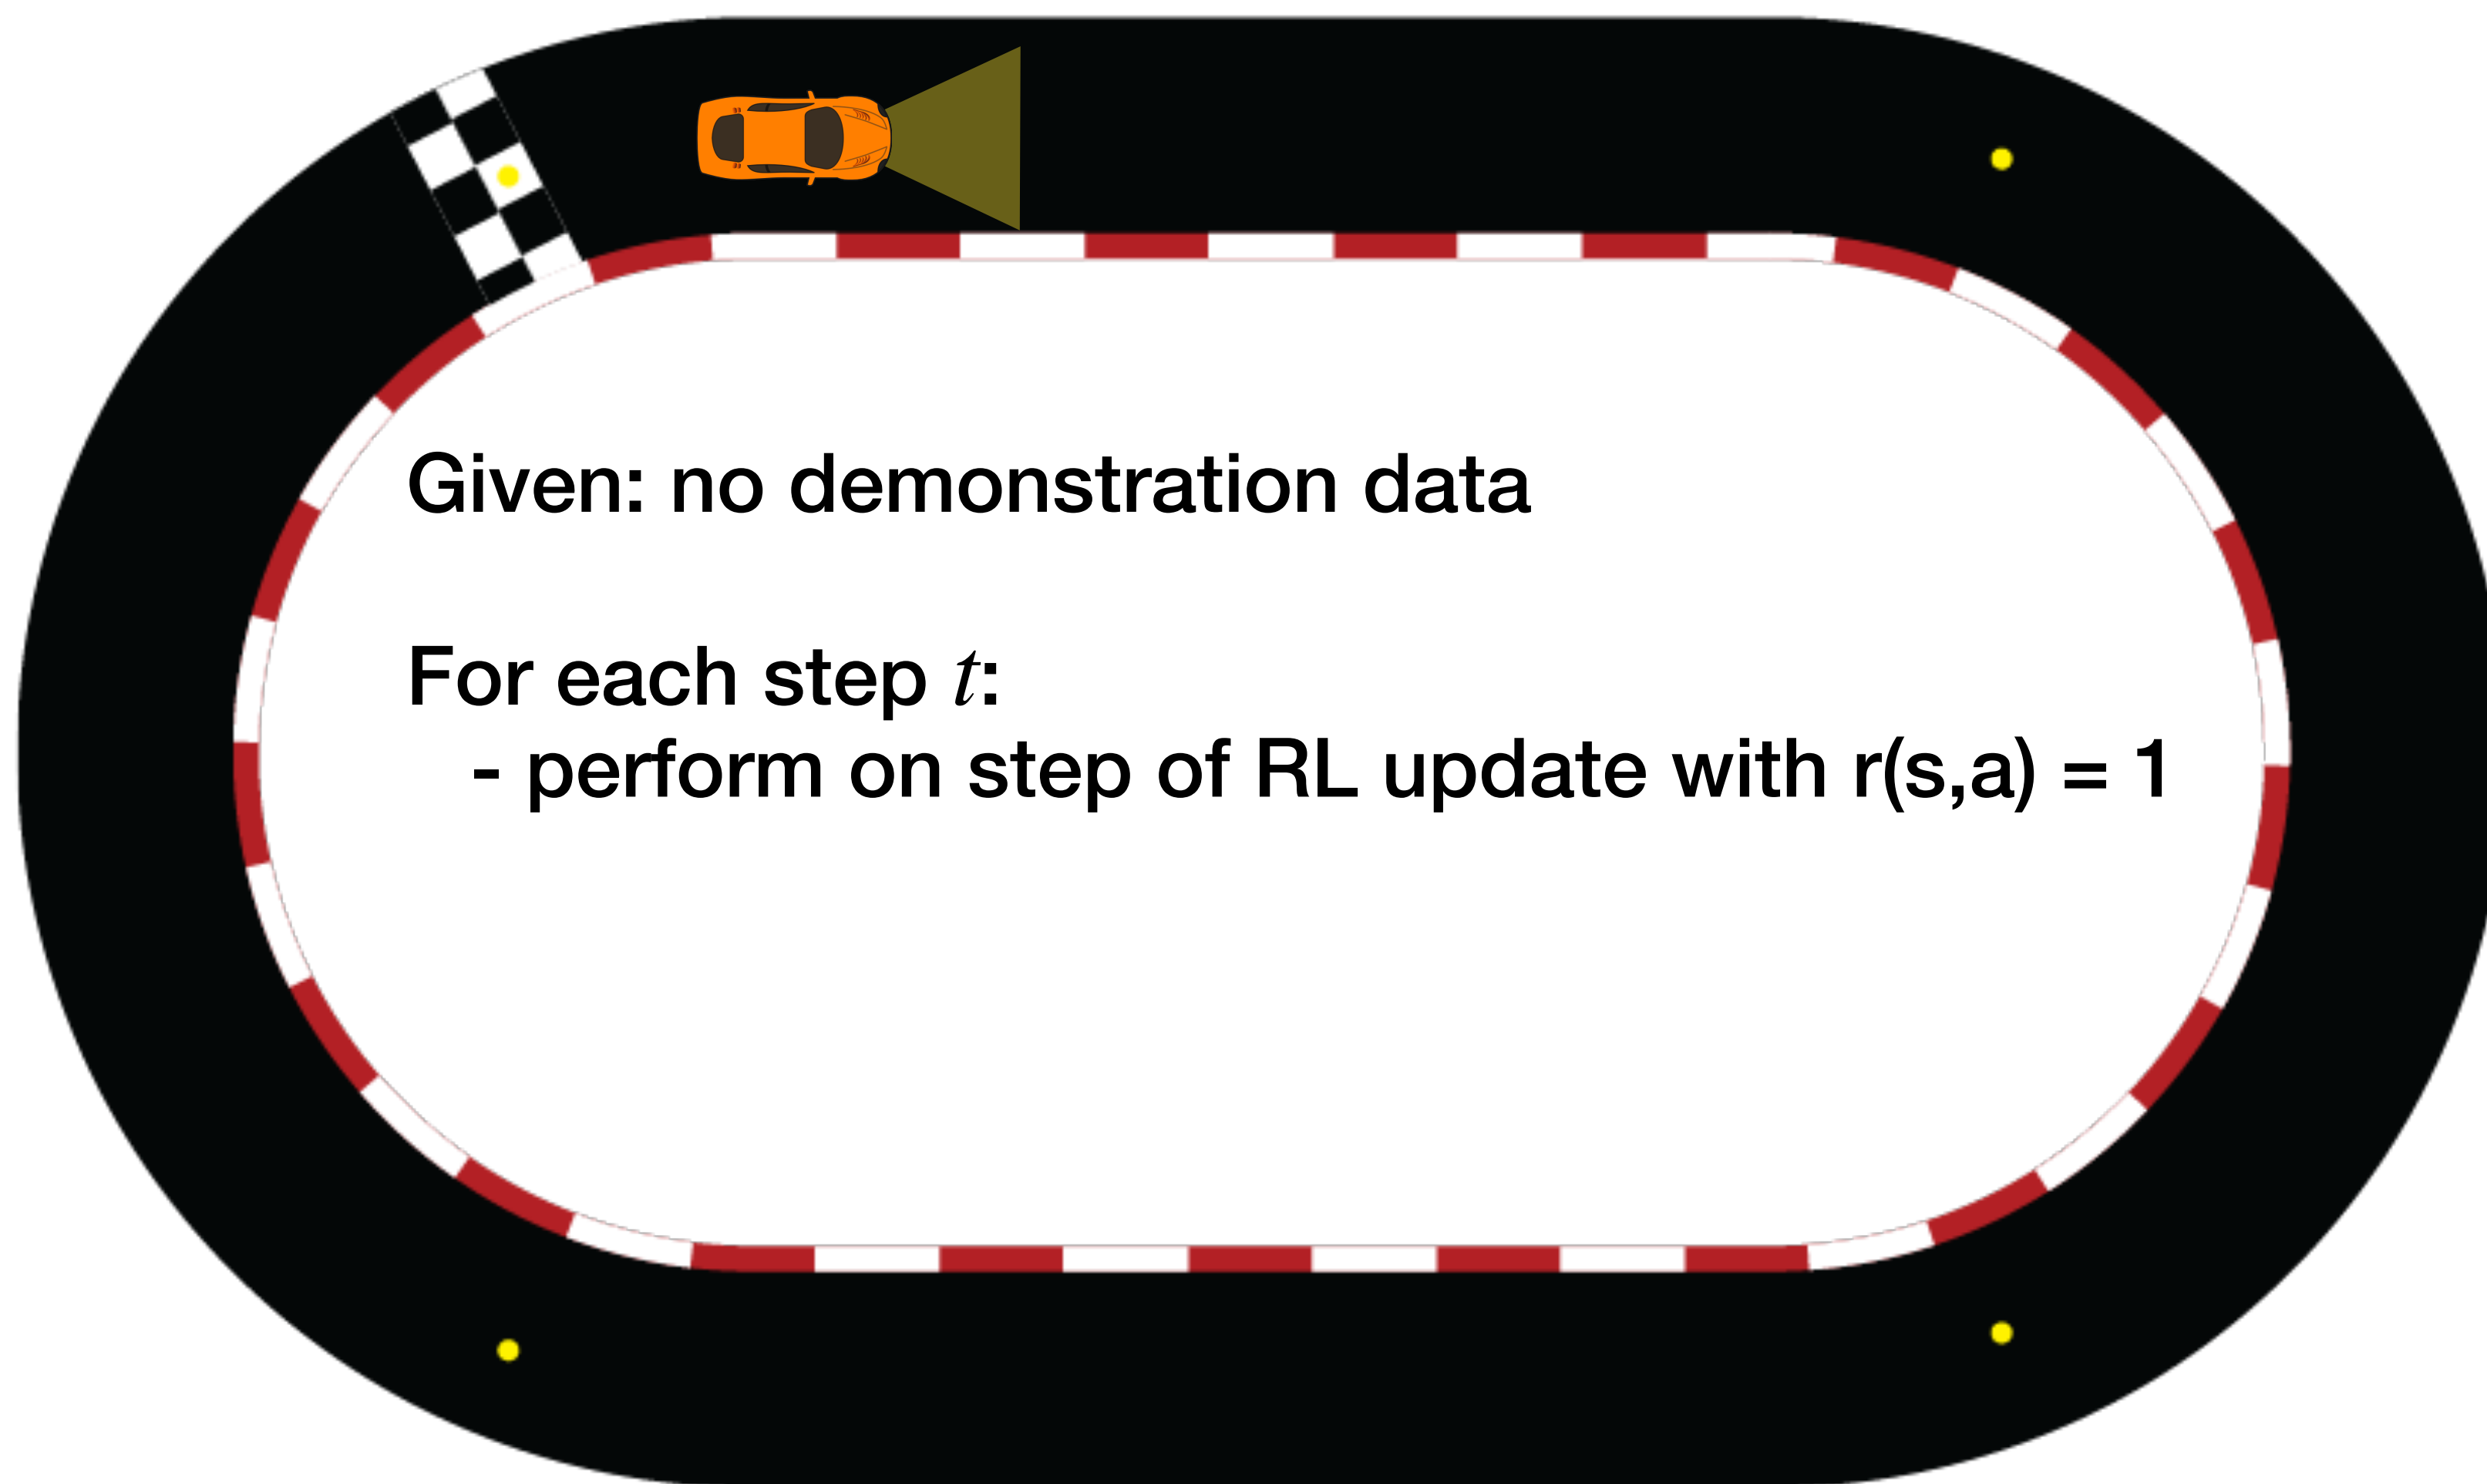 Given: no demonstration data
For each step t:
- perform on step of RL update with r(s,a) = 1